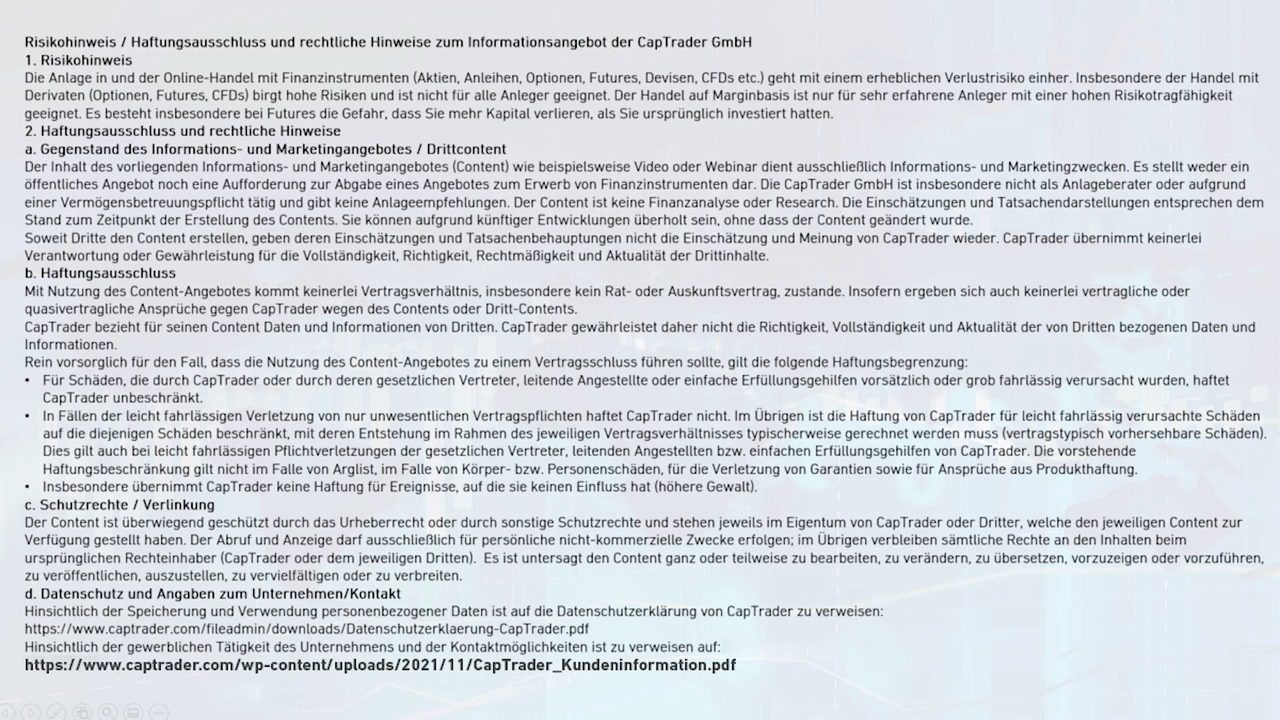 Risikohinweis / Haftungsausschluss und rechtliche Hinweise zum Informationsangebot der CapTrader GmbH
1. Risikohinweis
Die Anlage in und der Online-Handel mit Finanzinstrumenten (Aktien, Anleihen, Optionen, Futures, Devisen, CFDs etc.) geht mit einem erheblichen Verlustrisiko einher. Insbesondere der Handel mit
Derivaten (Optionen, Futures, CFDs) birgt hohe Risiken und ist nicht für alle Anleger geeignet. Der Handel auf Marginbasis ist nur für sehr erfahrene Anleger mit einer hohen Risikotragfähigkeit
geeignet. Es besteht insbesondere bei Futures die Gefahr, dass Sie mehr Kapital verlieren, als Sie ursprünglich investiert hatten.
2. Haftungsausschluss und rechtliche Hinweise
a. Gegenstand des Informations- und Marketingangebotes / Drittcontent
Der Inhalt des vorliegenden Informations- und Marketingangebotes (Content) wie beispielsweise Video oder Webinar dient ausschließlich Informations- und Marketingzwecken. Es stellt weder ein
öffentliches Angebot noch eine Aufforderung zur Abgabe eines Angebotes zum Erwerb von Finanzinstrumenten dar. Die CapTrader GmbH ist insbesondere nicht als Anlageberater oder aufgrund
einer Vermögensbetreuungspflicht tätig und gibt keine Anlageempfehlungen. Der Content ist keine Finanzanalyse oder Research. Die Einschätzungen und Tatsachendarstellungen entsprechen dem
Stand zum Zeitpunkt der Erstellung des Contents. Sie können aufgrund künftiger Entwicklungen überholt sein, ohne dass der Content geändert wurde.
Soweit Dritte den Content erstellen, geben deren Einschätzungen und Tatsachenbehauptungen nicht die Einschätzung und Meinung von CapTrader wieder. CapTrader übernimmt keinerlei
Verantwortung oder Gewährleistung für die Vollständigkeit, Richtigkeit, Rechtmäßigkeit und Aktualität der Drittinhalte.
b. Haftungsausschluss
Mit Nutzung des Content-Angebotes kommt keinerlei Vertragsverhältnis, insbesondere kein Rat- oder Auskunftsvertrag, zustande. Insofern ergeben sich auch keinerlei vertragliche oder
quasivertragliche Ansprüche gegen CapTrader wegen des Contents oder Dritt-Contents.
CapTrader bezieht für seinen Content Daten und Informationen von Dritten. CapTrader gewährleistet daher nicht die Richtigkeit, Vollständigkeit und Aktualität der von Dritten bezogenen Daten und
Informationen.
Rein vorsorglich für den Fall, dass die Nutzung des Content-Angebotes zu einem Vertragsschluss führen sollte, gilt die folgende Haftungsbegrenzung:
• Für Schäden, die durch CapTrader oder durch deren gesetzlichen Vertreter, leitende Angestellte oder einfache Erfüllungsgehilfen vorsätzlich oder grob fahrlässig verursacht wurden, haftet
CapTrader unbeschränkt.
• In Fällen der leicht fahrlässigen Verletzung von nur unwesentlichen Vertragspflichten haftet CapTrader nicht. Im Übrigen ist die Haftung von CapTrader für leicht fahrlässig verursachte Schäden
auf die diejenigen Schäden beschränkt, mit deren Entstehung im Rahmen des jeweiligen Vertragsverhältnisses typischerweise gerechnet werden muss (vertragstypisch vorhersehbare Schäden).
Dies gilt auch bei leicht fahrlässigen Pflichtverletzungen der gesetzlichen Vertreter, leitenden Angestellten bzw. einfachen Erfüllungsgehilfen von CapTrader. Die vorstehende
Haftungsbeschränkung gilt nicht im Falle von Arglist, im Falle von Körper- bzw. Personenschäden, für die Verletzung von Garantien sowie für Ansprüche aus Produkthaftung.
• Insbesondere übernimmt CapTrader keine Haftung für Ereignisse, auf die sie keinen Einfluss hat (höhere Gewalt).
c. Schutzrechte / Verlinkung
Der Content ist überwiegend geschützt durch das Urheberrecht oder durch sonstige Schutzrechte und stehen jeweils im Eigentum von CapTrader oder Dritter, welche den jeweiligen Content zur
Verfügung gestellt haben. Der Abruf und Anzeige darf ausschließlich für persönliche nicht-kommerzielle Zwecke erfolgen; im Übrigen verbleiben sämtliche Rechte an den Inhalten beim
ursprünglichen Rechteinhaber (CapTrader oder dem jeweiligen Dritten). Es ist untersagt den Content ganz oder teilweise zu bearbeiten, zu verändern, zu übersetzen, vorzuzeigen oder vorzuführen,
zu veröffentlichen, auszustellen, zu vervielfältigen oder zu verbreiten.
d. Datenschutz und Angaben zum Unternehmen/Kontakt
Hinsichtlich der Speicherung und Verwendung personenbezogener Daten ist auf die Datenschutzerklärung von CapTrader zu verweisen:
https://www.captrader.com/fileadmin/downloads/Datenschutzerklaerung-CapTrader.pdf
Hinsichtlich der gewerblichen Tätigkeit des Unternehmens und der Kontaktmöglichkeiten ist zu verweisen auf:
https://www.captrader.com/wp-content/uploads/2021/11/CapTrader_Kundeninformation.pdf